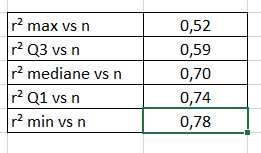 r² max vs n 0,52
r² Q3 vs n 0,59
r² mediane vs n 0,70
r² Q1 vs n 0,74
r² min vs n 0,78